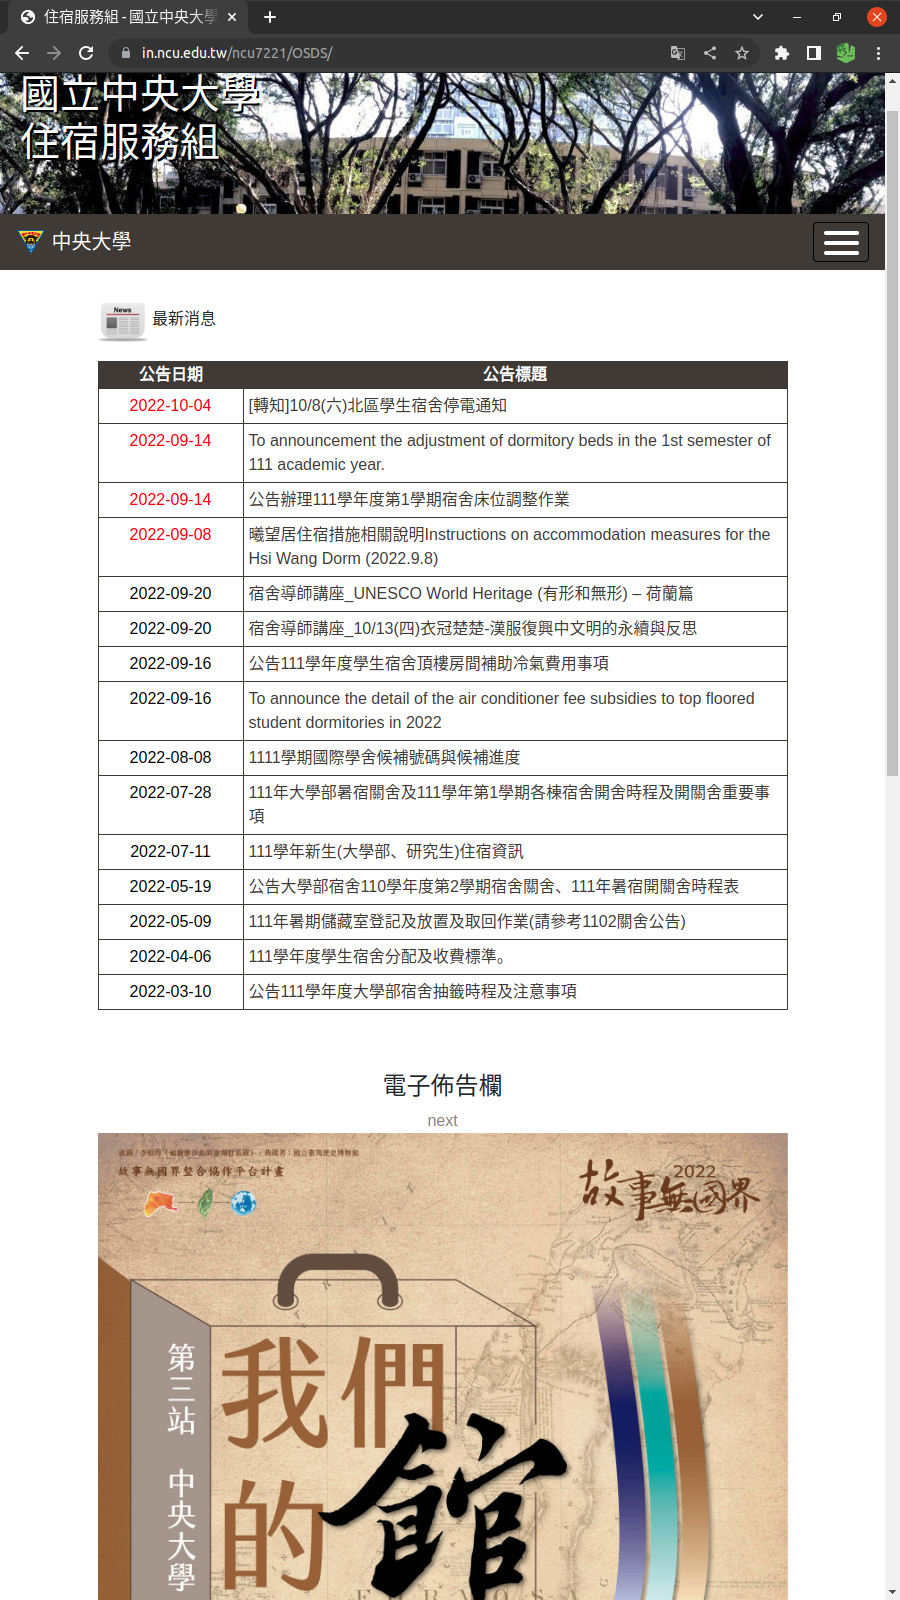 住宿服務組 - 國立中央大學
in.ncu.edu.tw/ncu7221/OSDS/
國立中央大學
住宿服務組
中央大學
News
最新消息
公告日期 公告標題
2022-10-04 [轉知]10/8(六)北區學生宿舍停電通知
2022-09-14 To announcement the adjustment of dormitory beds in the 1st semester of
111 academic year.
2022-09-14 公告辦理111學年度第1學期宿舍床位調整作業
2022-09-08 曦望居住宿措施相關說明Instructions on accommodation measures for the
Hsi Wang Dorm (2022.9.8)
2022-09-20 宿舍導師講座_UNESCO World Heritage (有形和無形) – 荷蘭篇
2022-09-20 宿舍導師講座_10/13(四)衣冠楚楚-漢服復興中文明的永續與反思
2022-09-16 公告111學年度學生宿舍頂樓房間補助冷氣費用事項
2022-09-16 To announce the detail of the air conditioner fee subsidies to top floored
student dormitories in 2022
2022-08-08 1111學期國際學舍候補號碼與候補進度
2022-07-28 111年大學部暑宿關舍及111學年第1學期各棟宿舍開舍時程及開關舍重要事
項
2022-07-11 111學年新生(大學部、研究生)住宿資訊
2022-05-19 公告大學部宿舍110學年度第2學期宿舍關舍、111年暑宿開關舍時程表
2022-05-09 111年暑期儲藏室登記及放置及取回作業(請參考1102關舍公告)
2022-04-06 111學年度學生宿舍分配及收費標準。
2022-03-10 公告111學年度大學部宿舍抽籤時程及注意事項
電子佈告欄
next
故事無國界整合協作平台計畫
2022
故事無國界
第三站 中央大學
我們
的
館